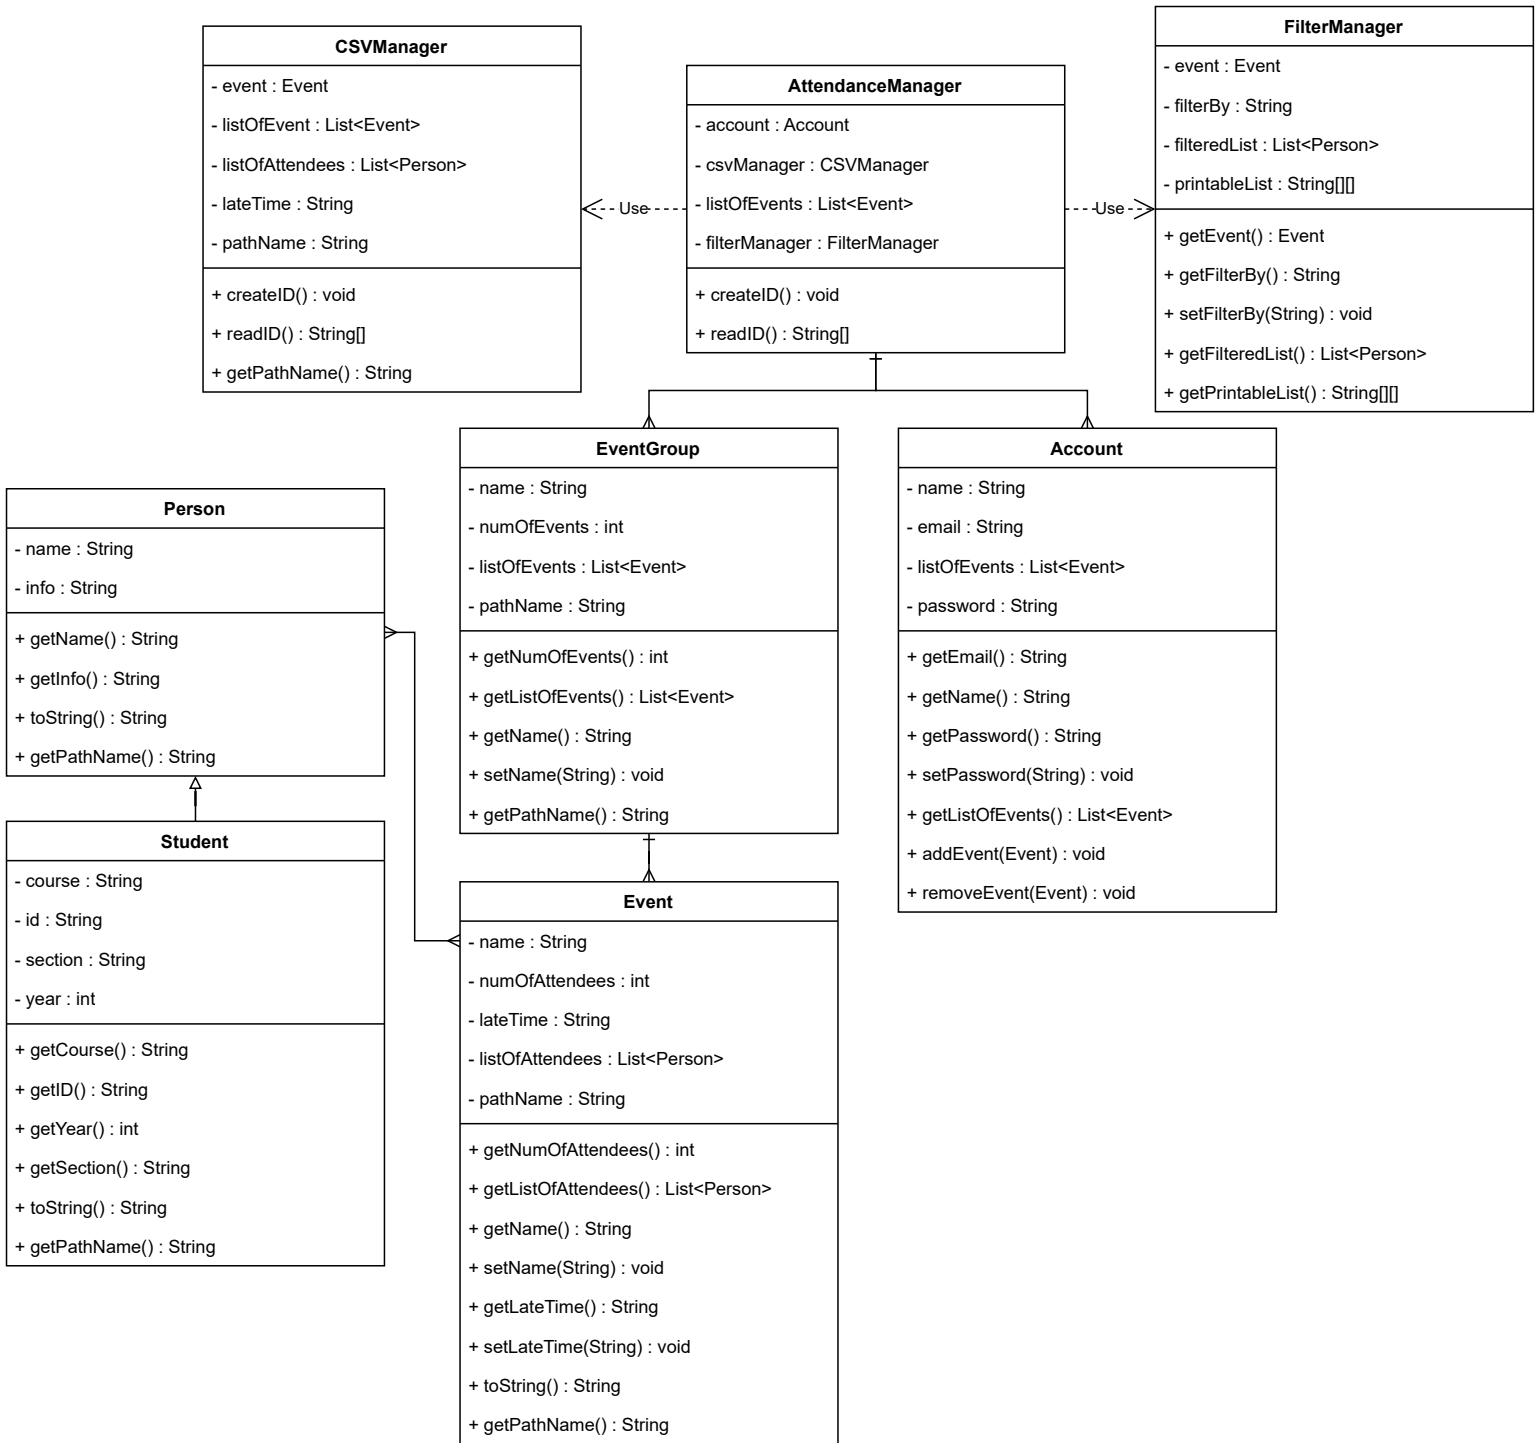 CSVManager
- event : Event
- listOfEvent : List<Event>
- listOfAttendees : List<Person>
- lateTime : String
- pathName : String
+ createID() : void
+ readID() : String[]
+ getPathName() : String
Use
AttendanceManager
- account : Account
- csvManager : CSVManager
- listOfEvents : List<Event>
- filterManager : FilterManager
+ createID() : void
+ readID() : String[]
Use
FilterManager
- event : Event
- filterBy : String
- filteredList : List<Person>
- printableList : String[][]
+ getEvent() : Event
+ getFilterBy() : String
+ setFilterBy(String) : void
+ getFilteredList() : List<Person>
+ getPrintableList() : String[][]
Person
- name : String
- info : String
+ getName() : String
+ getInfo() : String
+ toString() : String
+ getPathName() : String
EventGroup
- name : String
- numOfEvents : int
- listOfEvents : List<Event>
- pathName : String
+ getNumOfEvents() : int
+ getListOfEvents() : List<Event>
+ getName() : String
+ setName(String) : void
+ getPathName() : String
Account
- name : String
- email : String
- listOfEvents : List<Event>
- password : String
+ getEmail() : String
+ getName() : String
+ getPassword() : String
+ setPassword(String) : void
+ getListOfEvents() : List<Event>
+ addEvent(Event) : void
+ removeEvent(Event) : void
Student
- course : String
- id : String
- section : String
- year : int
+ getCourse() : String
+ getID() : String
+ getYear() : int
+ getSection() : String
+ toString() : String
+ getPathName() : String
Event
- name : String
- numOfAttendees : int
- lateTime : String
- listOfAttendees : List<Person>
- pathName : String
+ getNumOfAttendees() : int
+ getListOfAttendees() : List<Person>
+ getName() : String
+ setName(String) : void
+ getLateTime() : String
+ setLateTime(String) : void
+ toString() : String
+ getPathName() : String